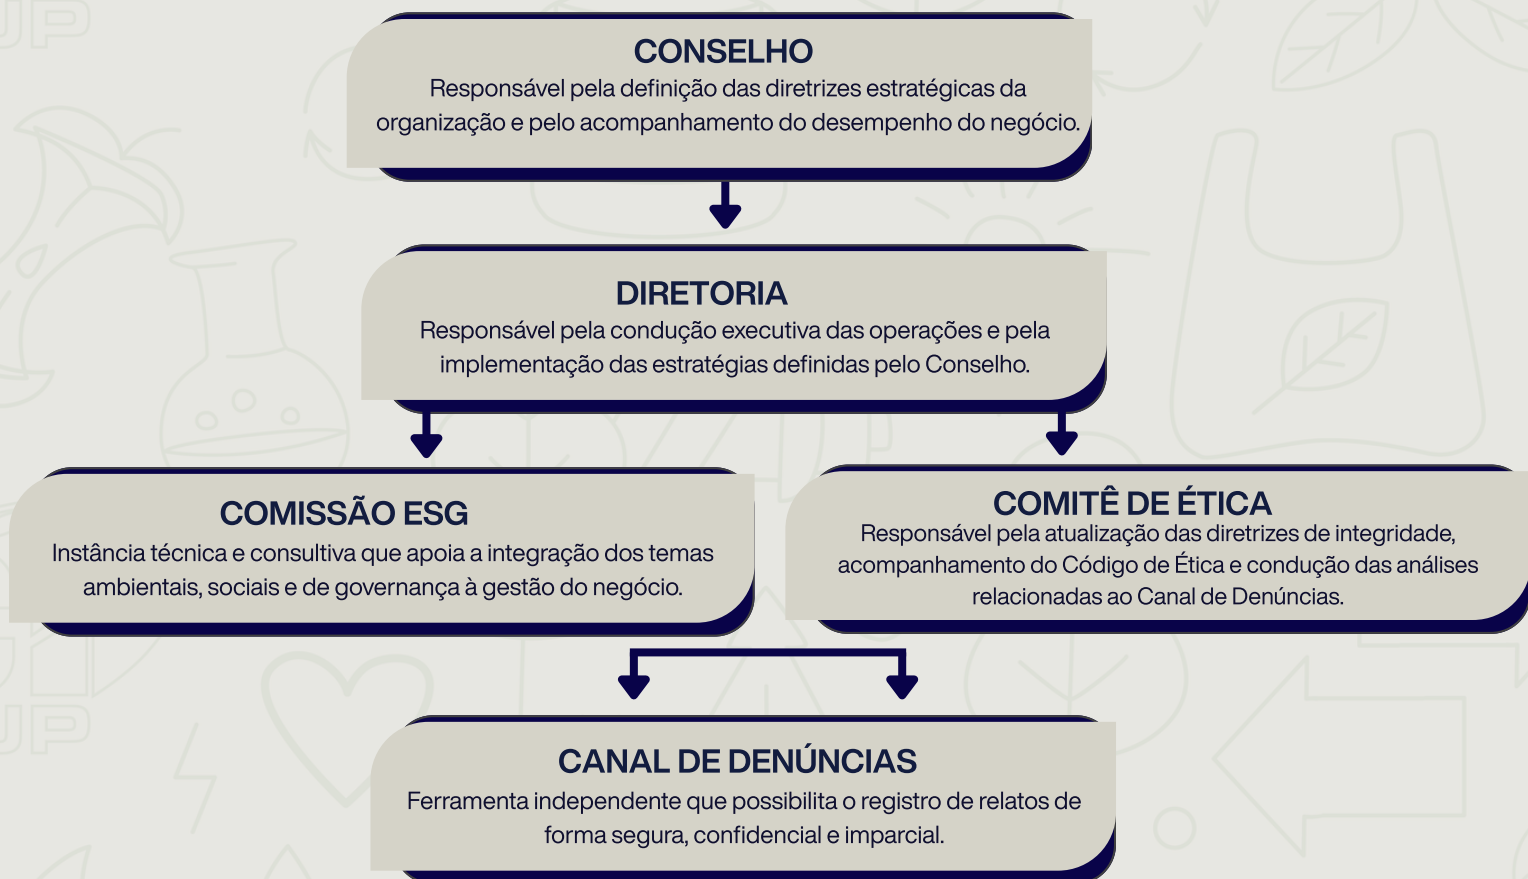 CONSELHO
Responsável pela definição das diretrizes estratégicas da
organização e pelo acompanhamento do desempenho do negócio.
DIRETORIA
Responsável pela condução executiva das operações e pela
implementação das estratégias definidas pelo Conselho.
COMISSÃO ESG
Instância técnica e consultiva que apoia a integração dos temas
ambientais, sociais e de governança à gestão do negócio.
COMITÊ DE ÉTICA
Responsável pela atualização das diretrizes de integridade,
acompanhamento do Código de Ética e condução das análises
relacionadas ao Canal de Denúncias.
CANAL DE DENÚNCIAS
Ferramenta independente que possibilita o registro de relatos de
forma segura, confidencial e imparcial.